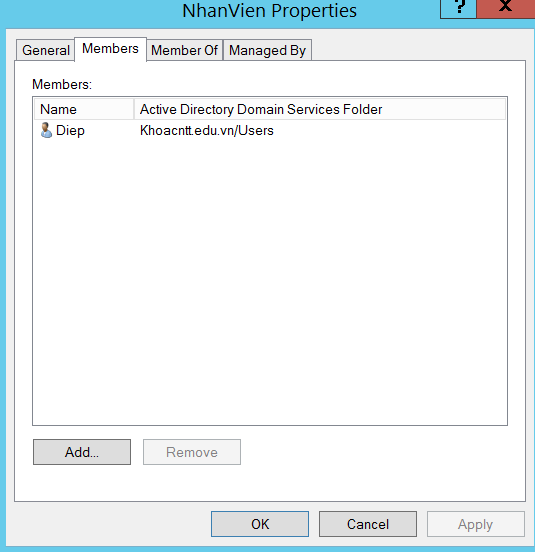 NhanVien Properties
? X
General Members Member Of Managed By
Members:
Name Active Directory Domain Services Folder
Diep Khoacntt.edu.vn/Users
Add... Remove
OK Cancel Apply